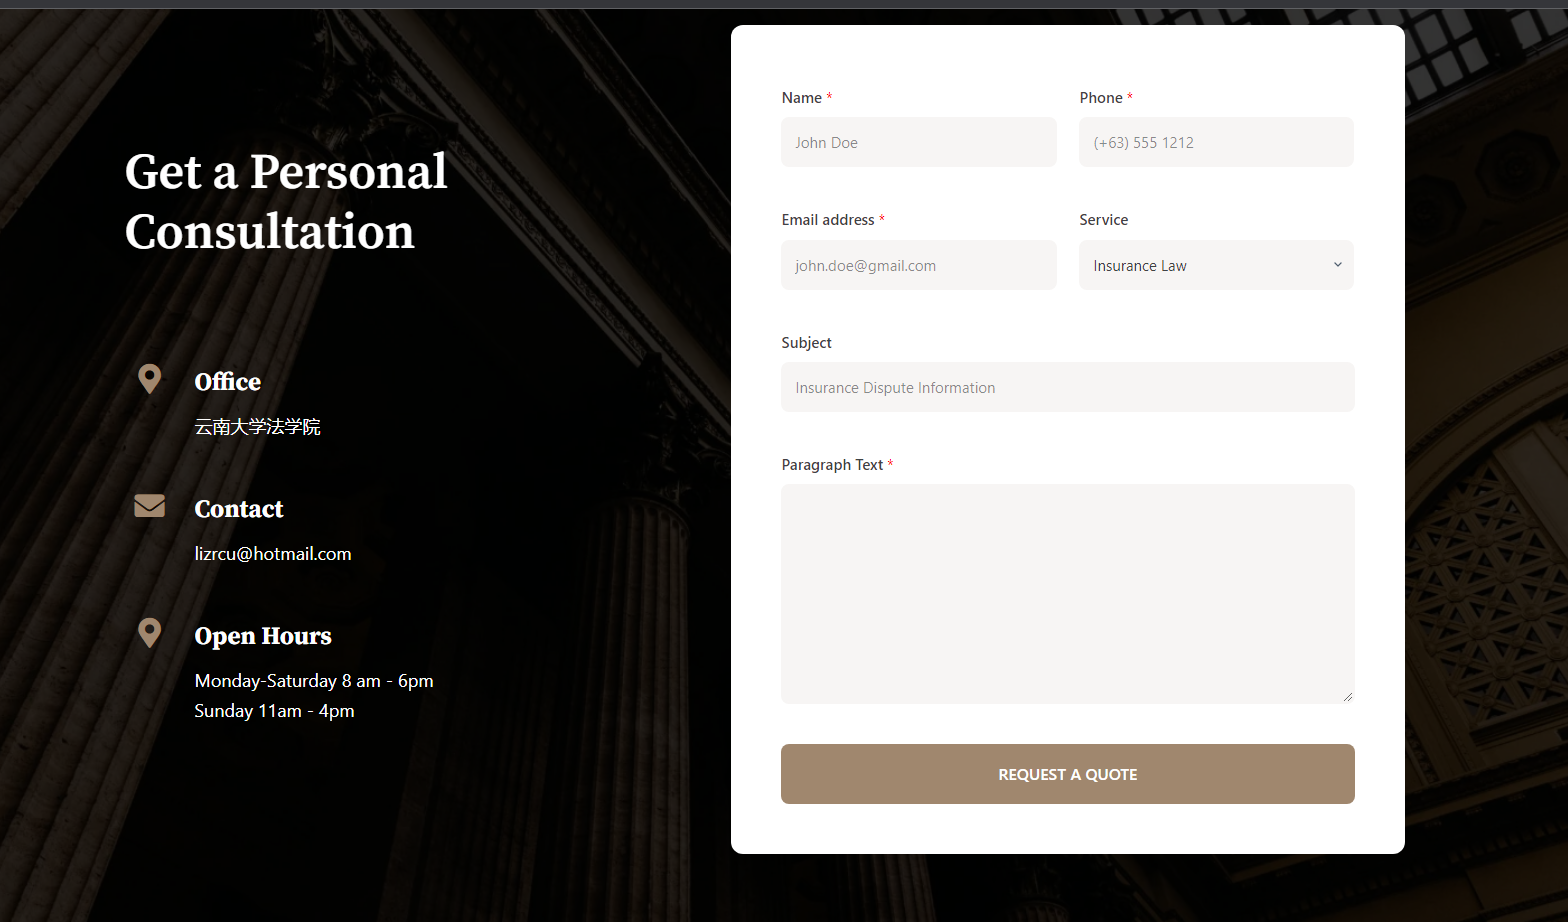 Get a Personal
Consultation
Office
云南大学法学院
Contact
lizrcu@hotmail.com
Open Hours
Monday-Saturday 8 am - 6pm
Sunday 11am - 4pm
Name *
John Doe
Phone *
(+63) 555 1212
Email address *
john.doe@gmail.com
Service
Insurance Law
Subject
Insurance Dispute Information
Paragraph Text *
REQUEST A QUOTE